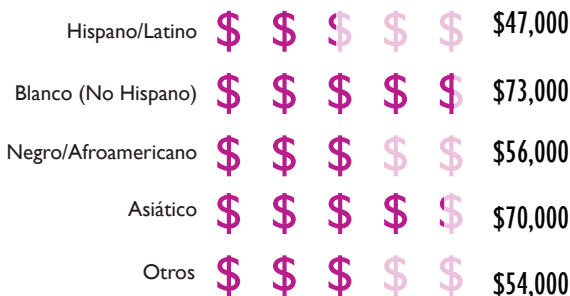 Hispano/Latino $ $ $ $ $ $47,000
Blanco (No Hispano) $ $ $ $ $ $73,000
Negro/Afroamericano $ $ $ $ $ $56,000
Asiático $ $ $ $ $ $70,000
Otros $ $ $ $ $ $54,000